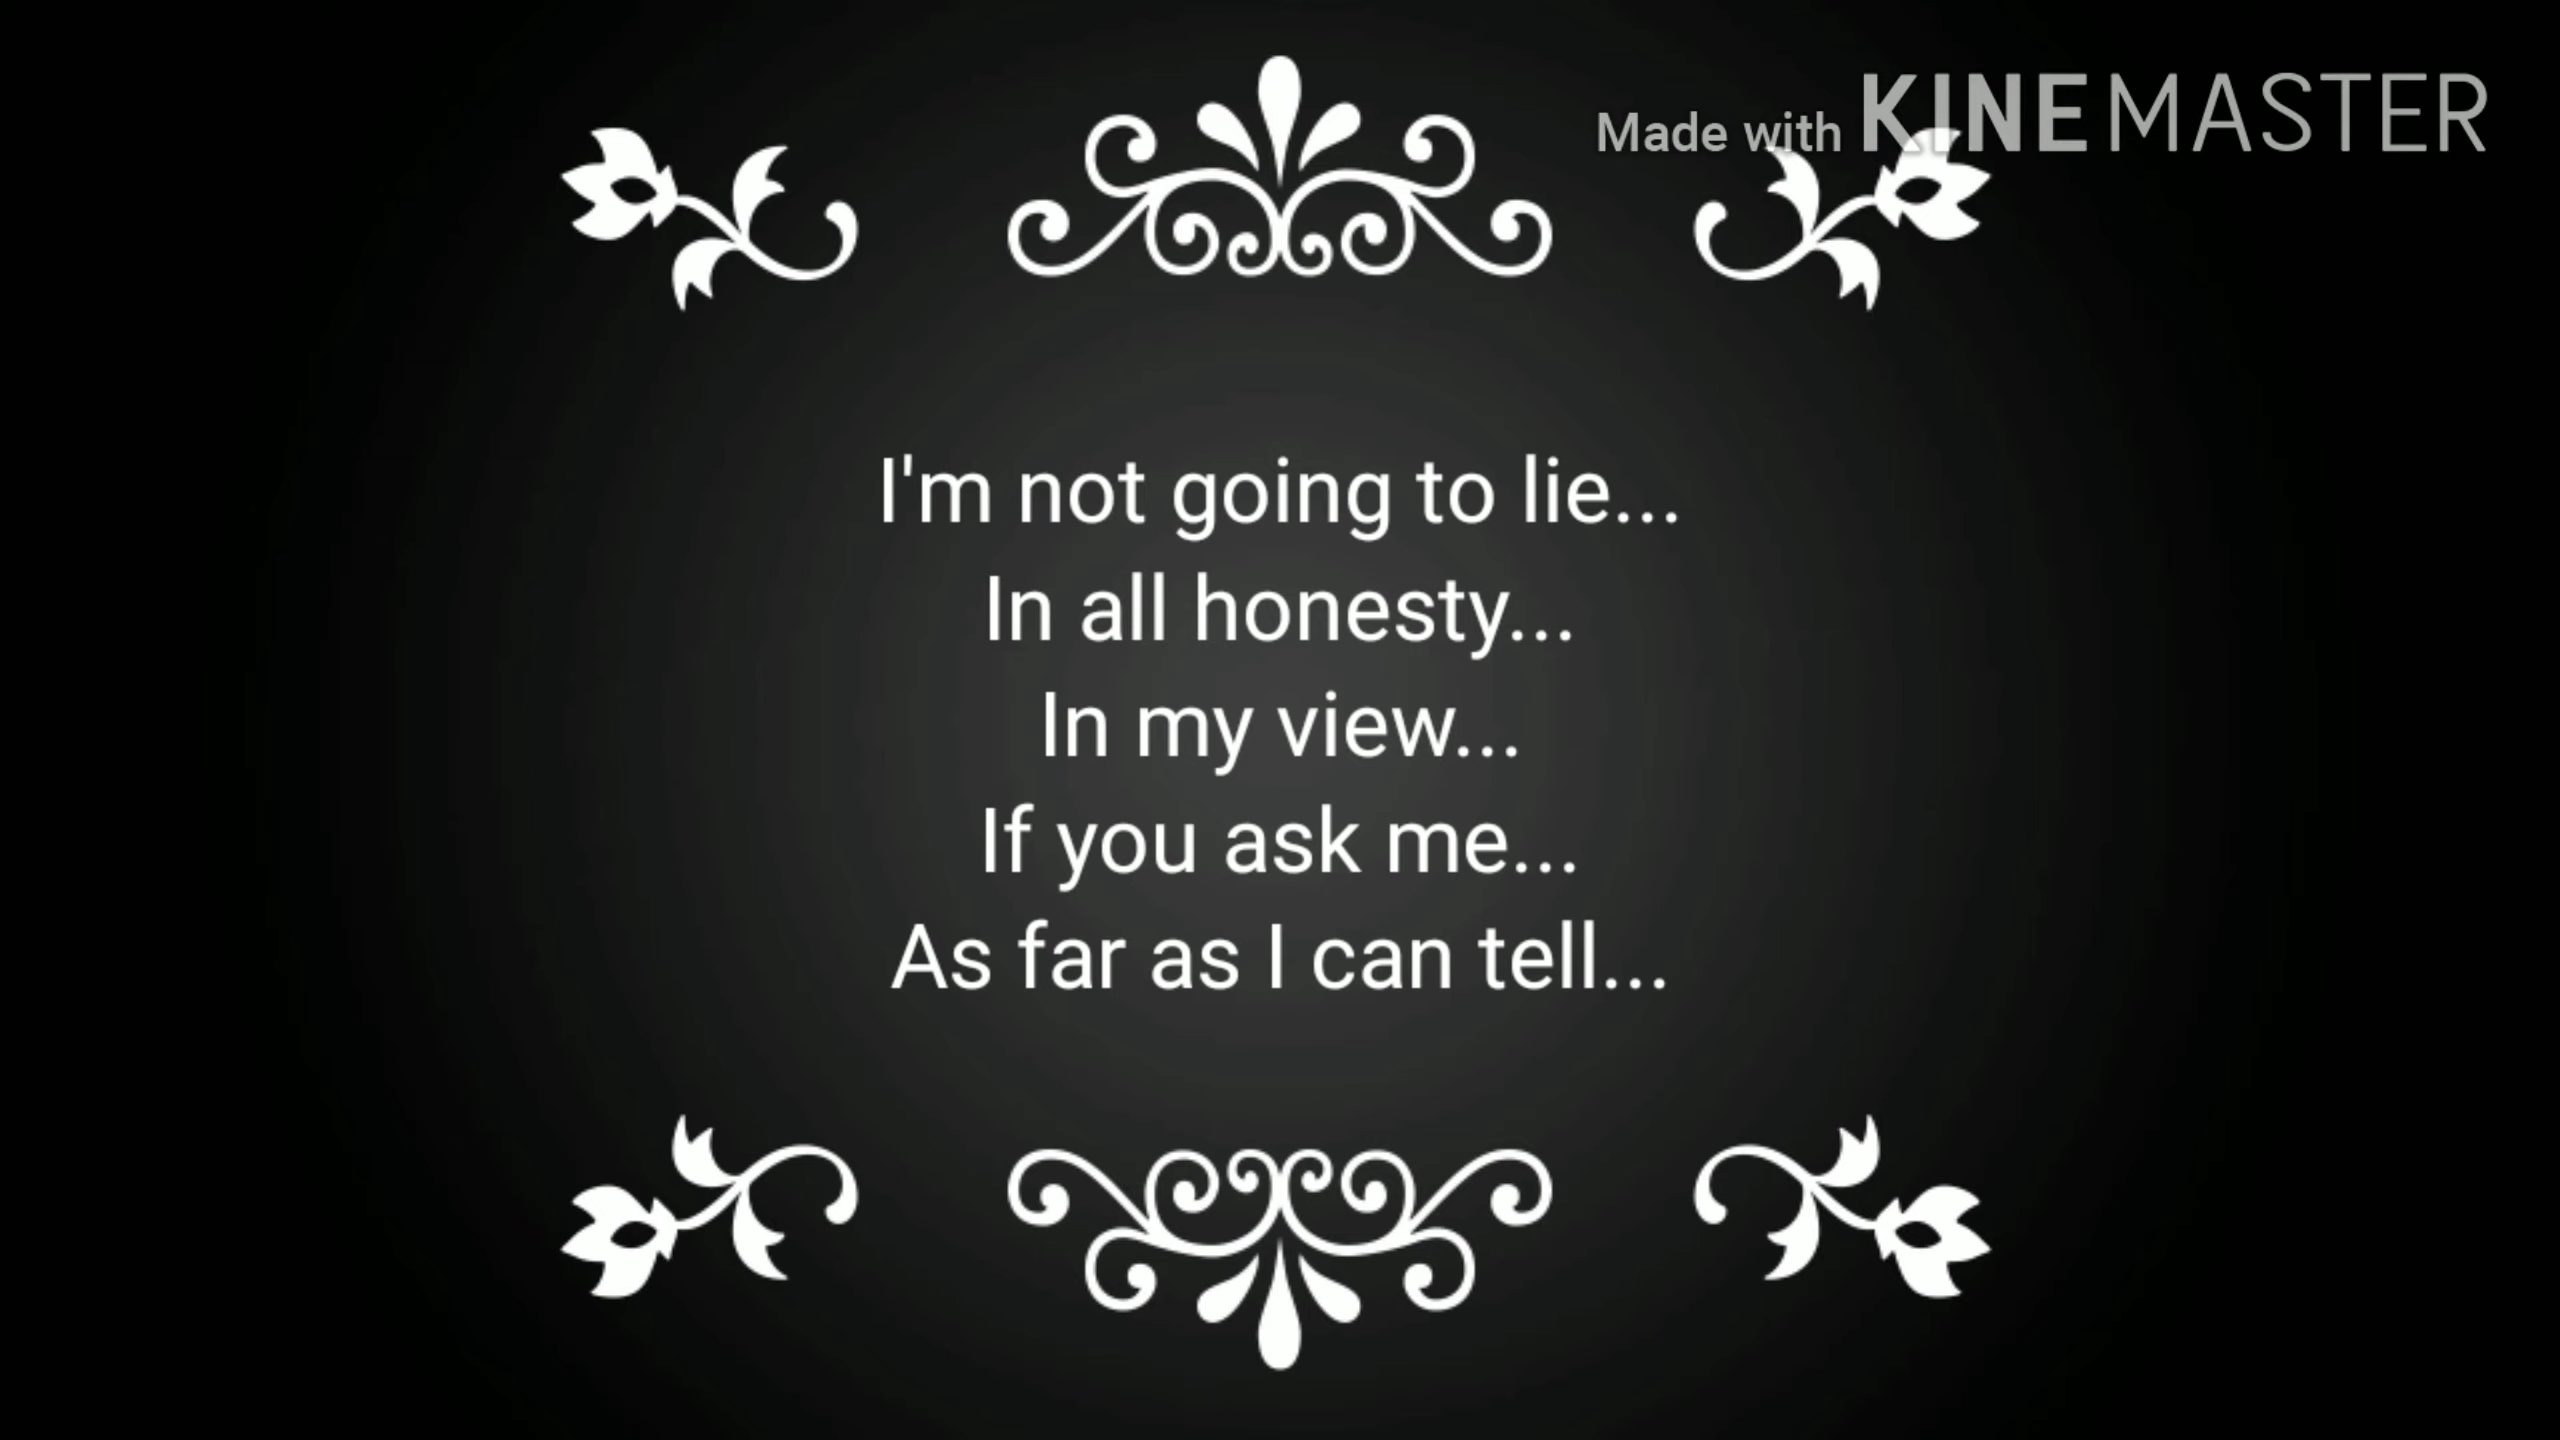 Made with KINEMASTER
I'm not going to lie...
In all honesty...
In my view...
If you ask me...
As far as I can tell...